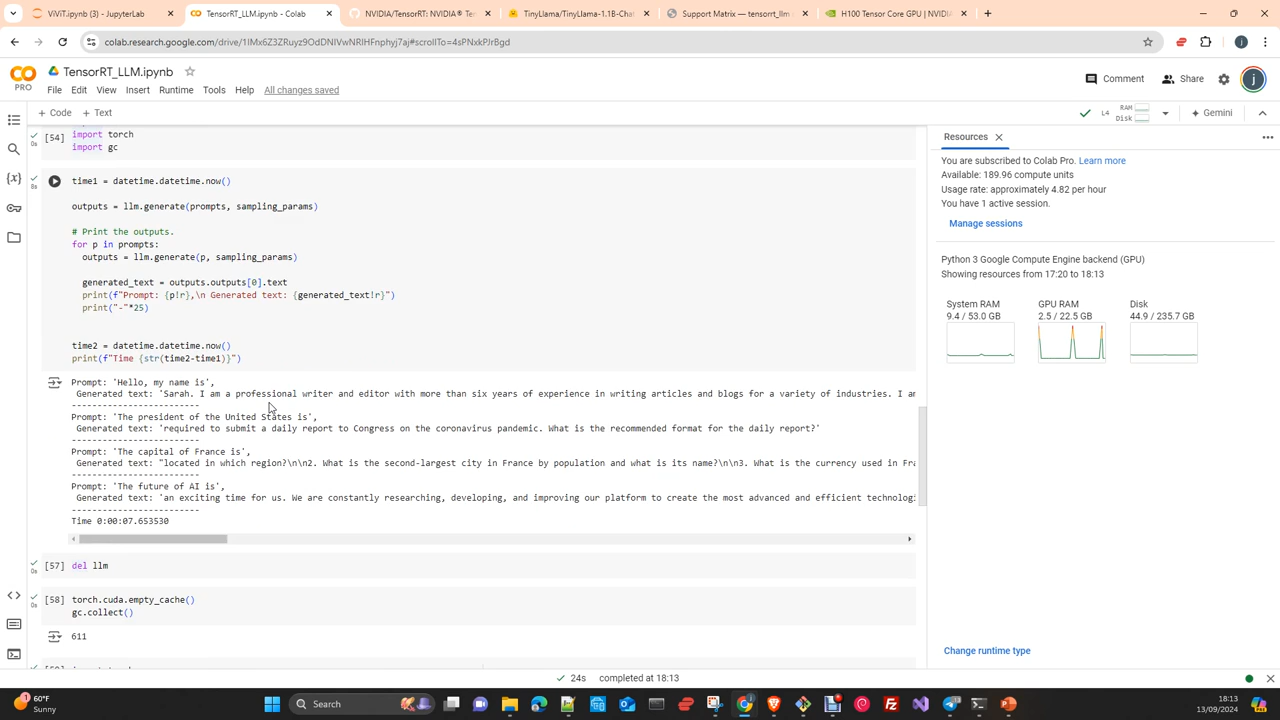 ViViT.ipynb (3) - JupyterLab
TensorRT_LLM.ipynb - Colab
NVIDIA/TensorRT: NVIDIA® Te
TinyLlama/TinyLlama-1.1B-Cha
Support Matrix — tensorrt_llm
H100 Tensor Core GPU | NVIDIA
colab.research.google.com/drive/
TensorRT_LLM.ipynb
PRO
File Edit View Insert Runtime Tools Help All changes saved
Comment Share j
+ Code + Text
L4 RAM Disk
Gemini
[54] import torch
import gc
0s
8s
time1 = datetime.datetime.now()
outputs = llm.generate(prompts, sampling_params)
# Print the outputs.
for p in prompts:
outputs = llm.generate(p, sampling_params)
generated_text = outputs.outputs[0].text
print(f"Prompt: {p!r},\n Generated text: {generated_text!r}")
print("-"*25)
time2 = datetime.datetime.now()
print(f"Time {str(time2-time1)}")
Prompt: 'Hello, my name is',
Generated text: 'Sarah. I am a professional writer and editor with more than six years of experience in writing articles and blogs for a variety of industries. I am
-------------------------
Prompt: 'The president of the United States is',
Generated text: 'required to submit a daily report to Congress on the coronavirus pandemic. What is the recommended format for the daily report?'
-------------------------
Prompt: 'The capital of France is',
Generated text: "located in which region?\n\n2. What is the second-largest city in France by population and what is its name?\n\n3. What is the currency used in Fra
-------------------------
Prompt: 'The future of AI is',
Generated text: 'an exciting time for us. We are constantly researching, developing, and improving our platform to create the most advanced and efficient technologi
-------------------------
Time 0:00:07.653530
[57] del llm
0s
[58] torch.cuda.empty_cache()
gc.collect()
0s
611
Resources
You are subscribed to Colab Pro. Learn more
Available: 189.96 compute units
Usage rate: approximately 4.82 per hour
You have 1 active session.
Manage sessions
Python 3 Google Compute Engine backend (GPU)
Showing resources from 17:20 to 18:13
System RAM
9.4 / 53.0 GB
GPU RAM
2.5 / 22.5 GB
Disk
44.9 / 235.7 GB
Change runtime type
24s completed at 18:13
60°F
Sunny
Search
18:13
13/09/2024